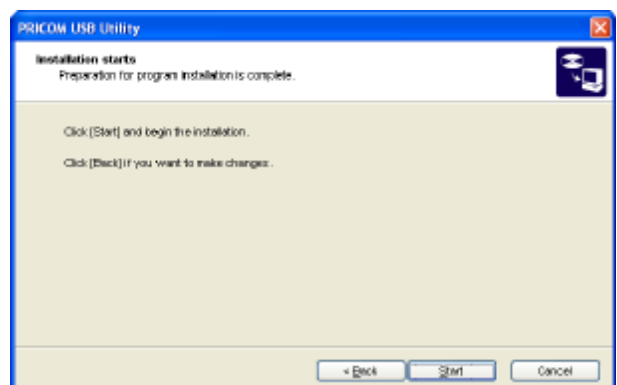 PRICOM USB Utility
Installation starts
Preparation for program installation is complete.
Click [Start] and begin the installation.
Click [Back] if you want to make changes.
< Back
Start
Cancel